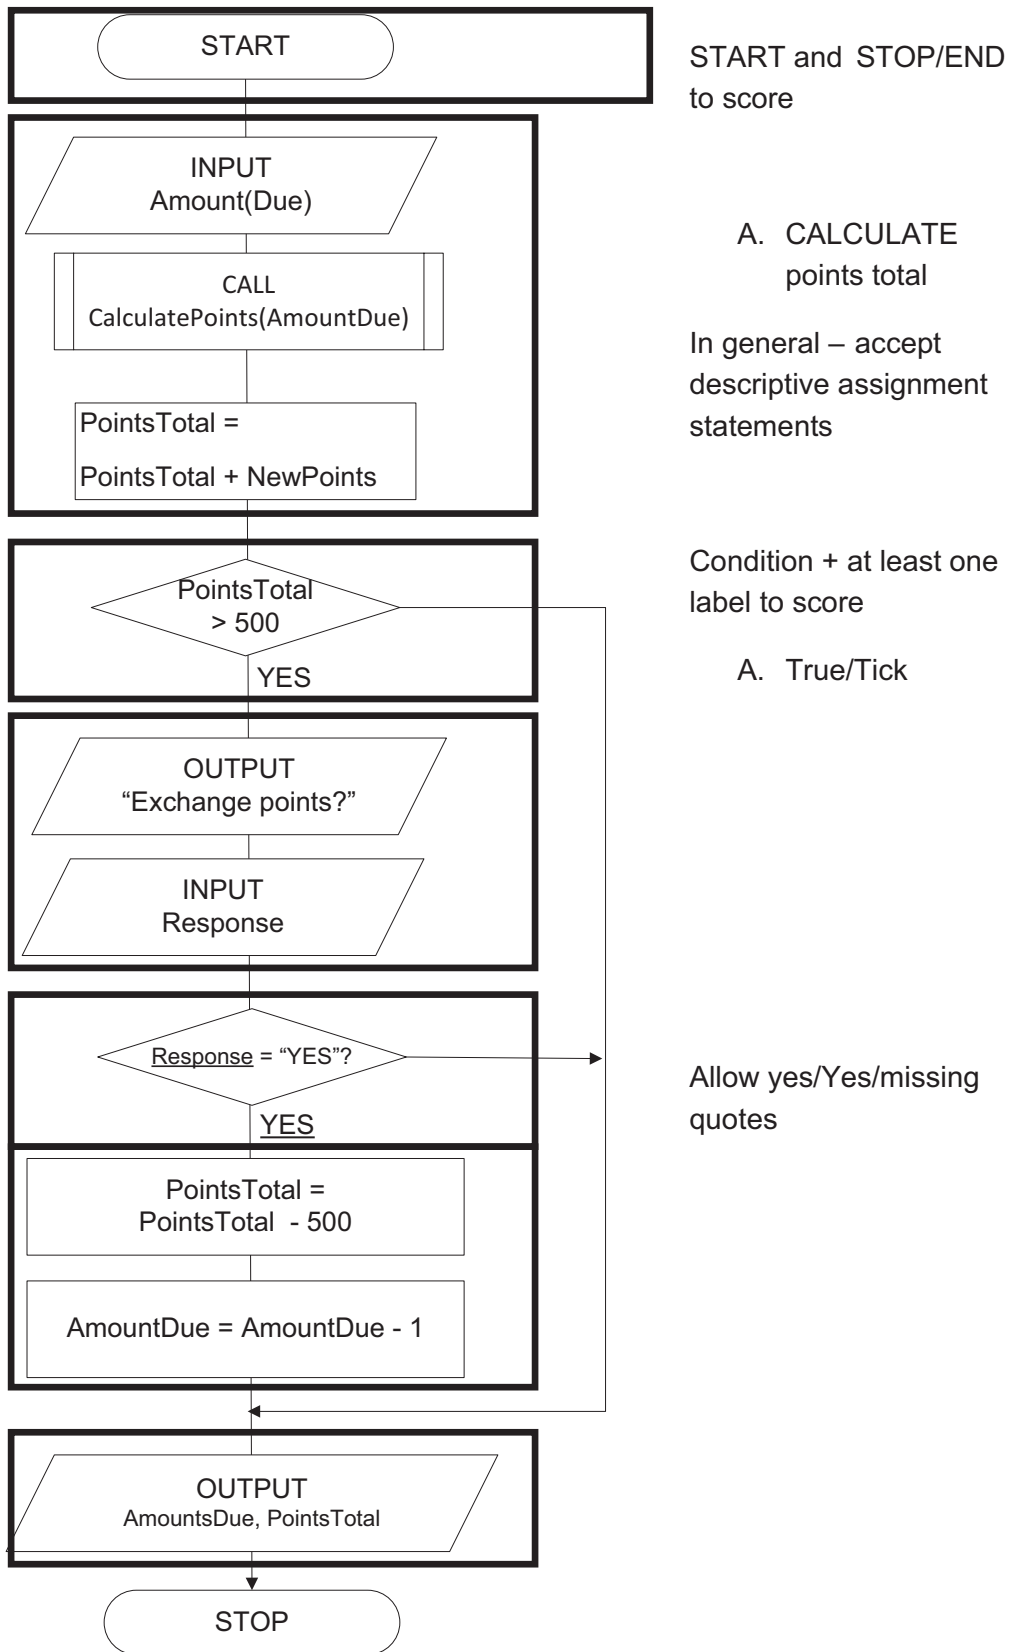 START
START and STOP/END
to score
INPUT
Amount(Due)
CALL
CalculatePoints(AmountDue)
PointsTotal =
PointsTotal + NewPoints
A. CALCULATE
points total
In general – accept
descriptive assignment
statements
PointsTotal
> 500
YES
Condition + at least one
label to score
A. True/Tick
OUTPUT
“Exchange points?”
INPUT
Response
Response = “YES”?
YES
Allow yes/Yes/missing
quotes
PointsTotal =
PointsTotal - 500
AmountDue = AmountDue - 1
OUTPUT
AmountsDue, PointsTotal
STOP